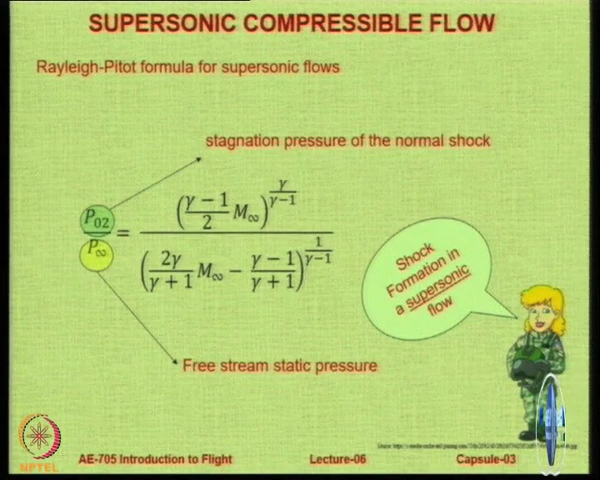 SUPERSONIC COMPRESSIBLE FLOW
Rayleigh-Pitot formula for supersonic flows
stagnation pressure of the normal shock
P₀₂/P∞ = ((γ−1)/2 M∞)^(γ/(γ−1)) / (2γ/(γ+1) M∞ − (γ−1)/(γ+1))^(1/(γ−1))
Shock
Formation in
a supersonic
flow
Free stream static pressure
NPTEL
AE-705 Introduction to Flight Lecture-06 Capsule-03